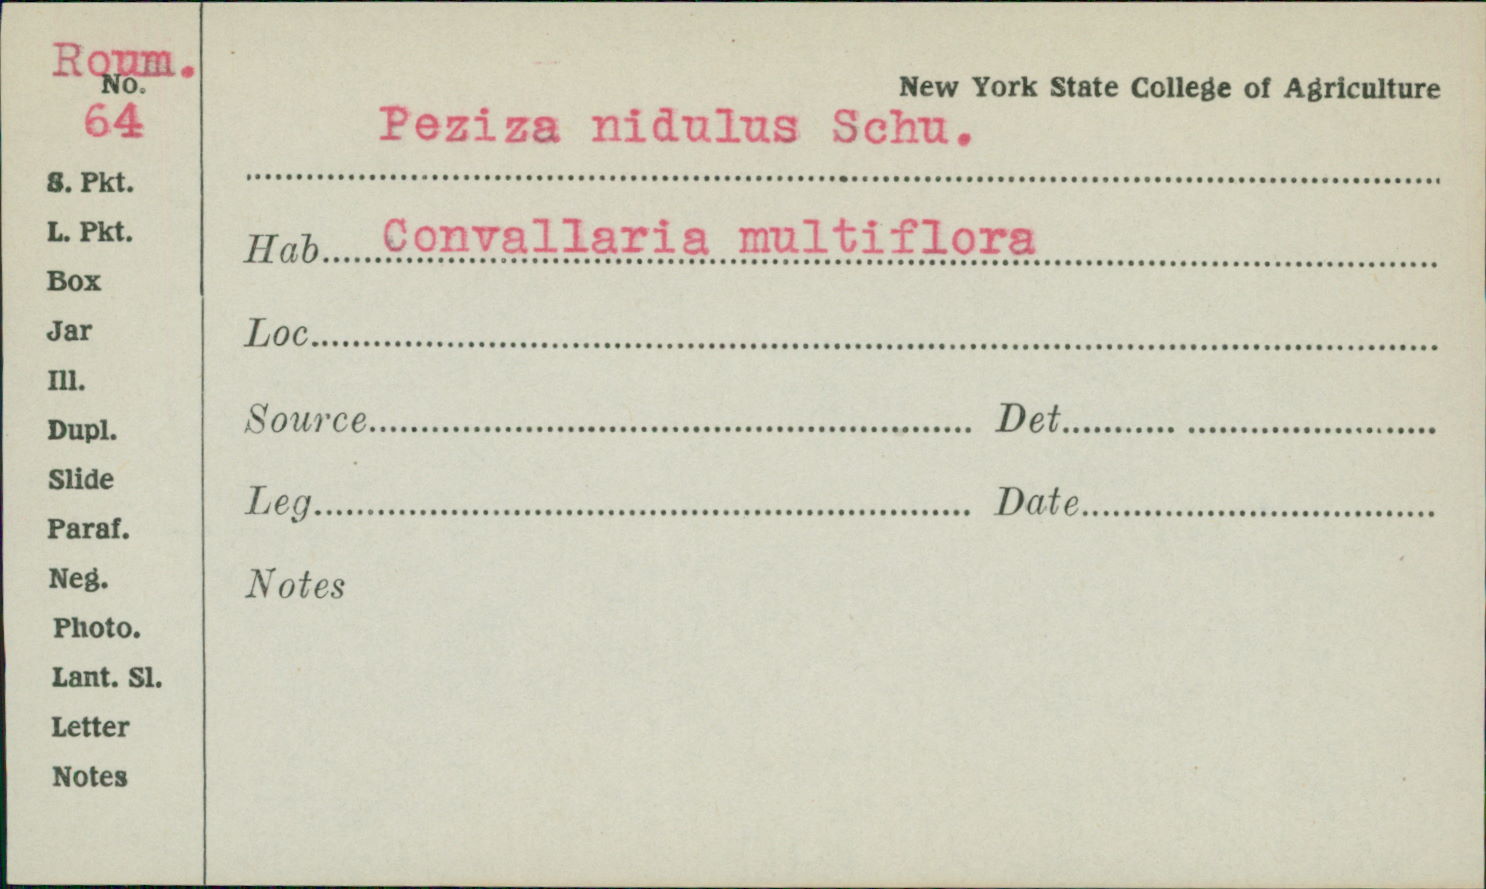 Roum.
No.
64
S. Pkt.
L. Pkt.
Box
Jar
Ill.
Dupl.
Slide
Paraf.
Neg.
Photo.
Lant. Sl.
Letter
Notes
New York State College of Agriculture
Peziza nidulus Schu.
Hab. Convallaria multiflora
Loc.
Source Det.
Leg. Date
Notes